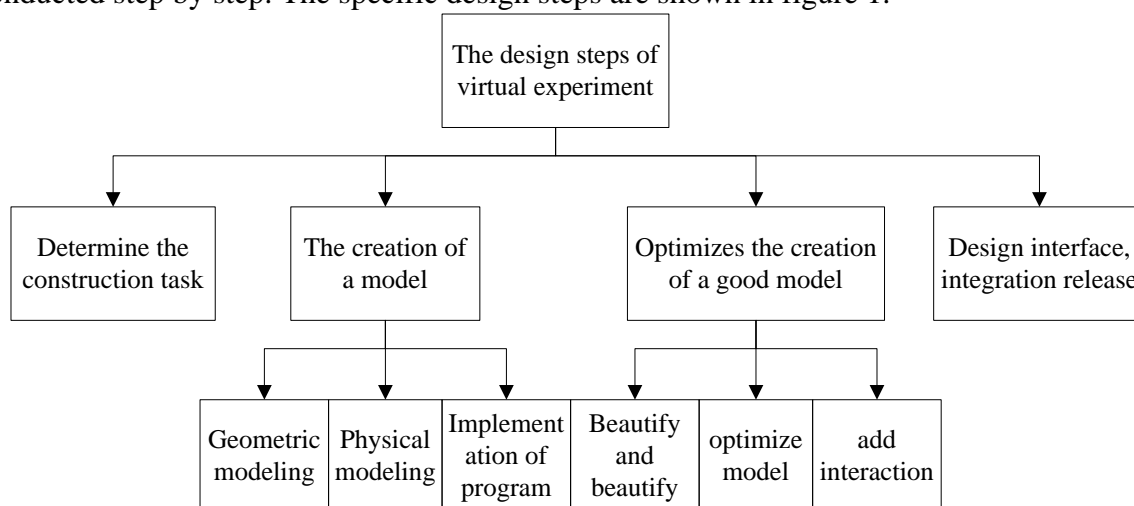 onducted step by step. The specific design steps are shown in figure 1.
The design steps of
virtual experiment
Determine the
construction task
The creation of
a model
Optimizes the creation
of a good model
Design interface,
integration release
Geometric
modeling
Physical
modeling
Implement
ation of
program
Beautify
and
beautify
optimize
model
add
interaction